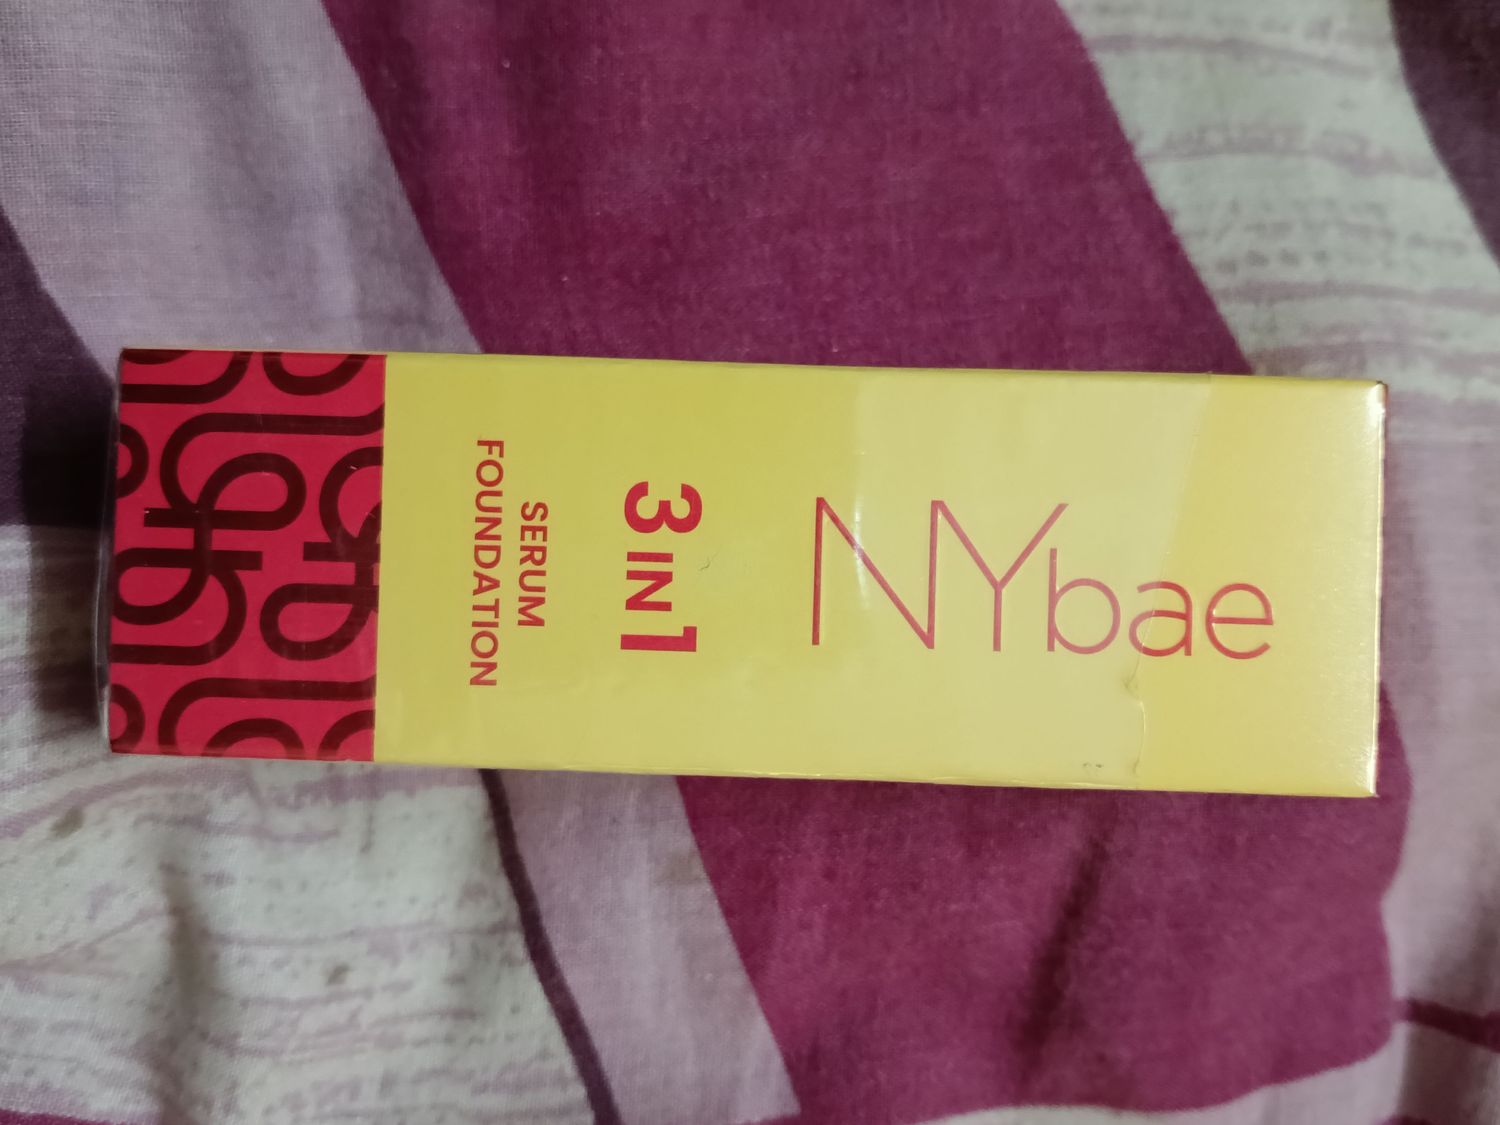 NYbae
3 IN 1
SERUM
FOUNDATION